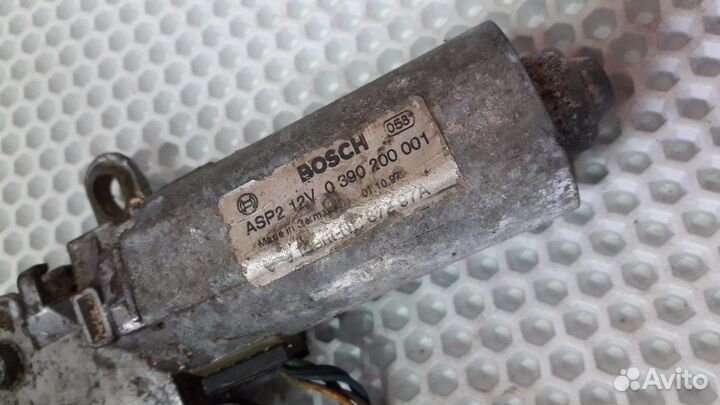 BOSCH
058
ASP2 12V 0 390 200 001
Made in Germany 01.10.97
Avito